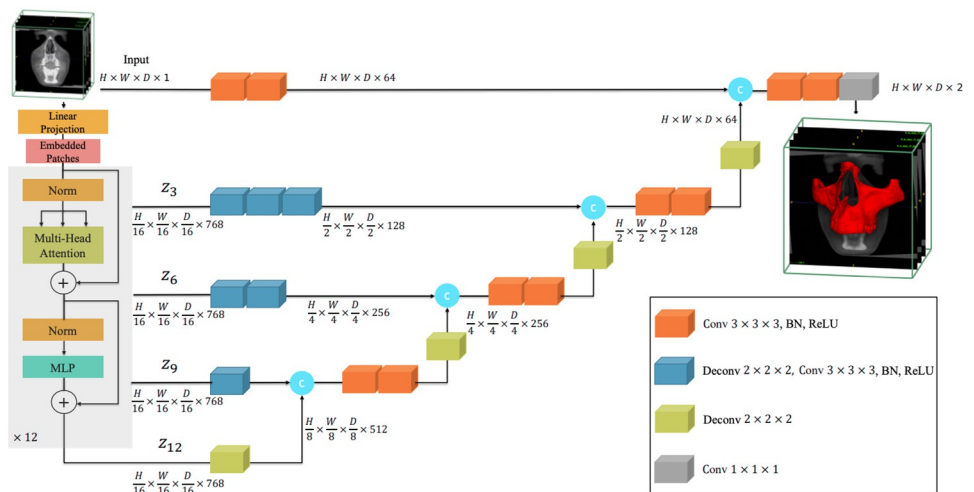 Input
H × W × D × 1
H × W × D × 64
H × W × D × 2
Linear
Projection
Embedded
Patches
H × W × D × 64
Norm
Z3
H/16 × W/16 × D/16 × 768
H/2 × W/2 × D/2 × 128
H/2 × W/2 × D/2 × 128
Multi-Head
Attention
+
Z6
H/16 × W/16 × D/16 × 768
H/4 × W/4 × D/4 × 256
H/4 × W/4 × D/4 × 256
Norm
MLP
+
Z9
H/16 × W/16 × D/16 × 768
H/8 × W/8 × D/8 × 512
× 12
Z12
H/16 × W/16 × D/16 × 768
C
C
C
C
Conv 3 × 3 × 3, BN, ReLU
Deconv 2 × 2 × 2, Conv 3 × 3 × 3, BN, ReLU
Deconv 2 × 2 × 2
Conv 1 × 1 × 1